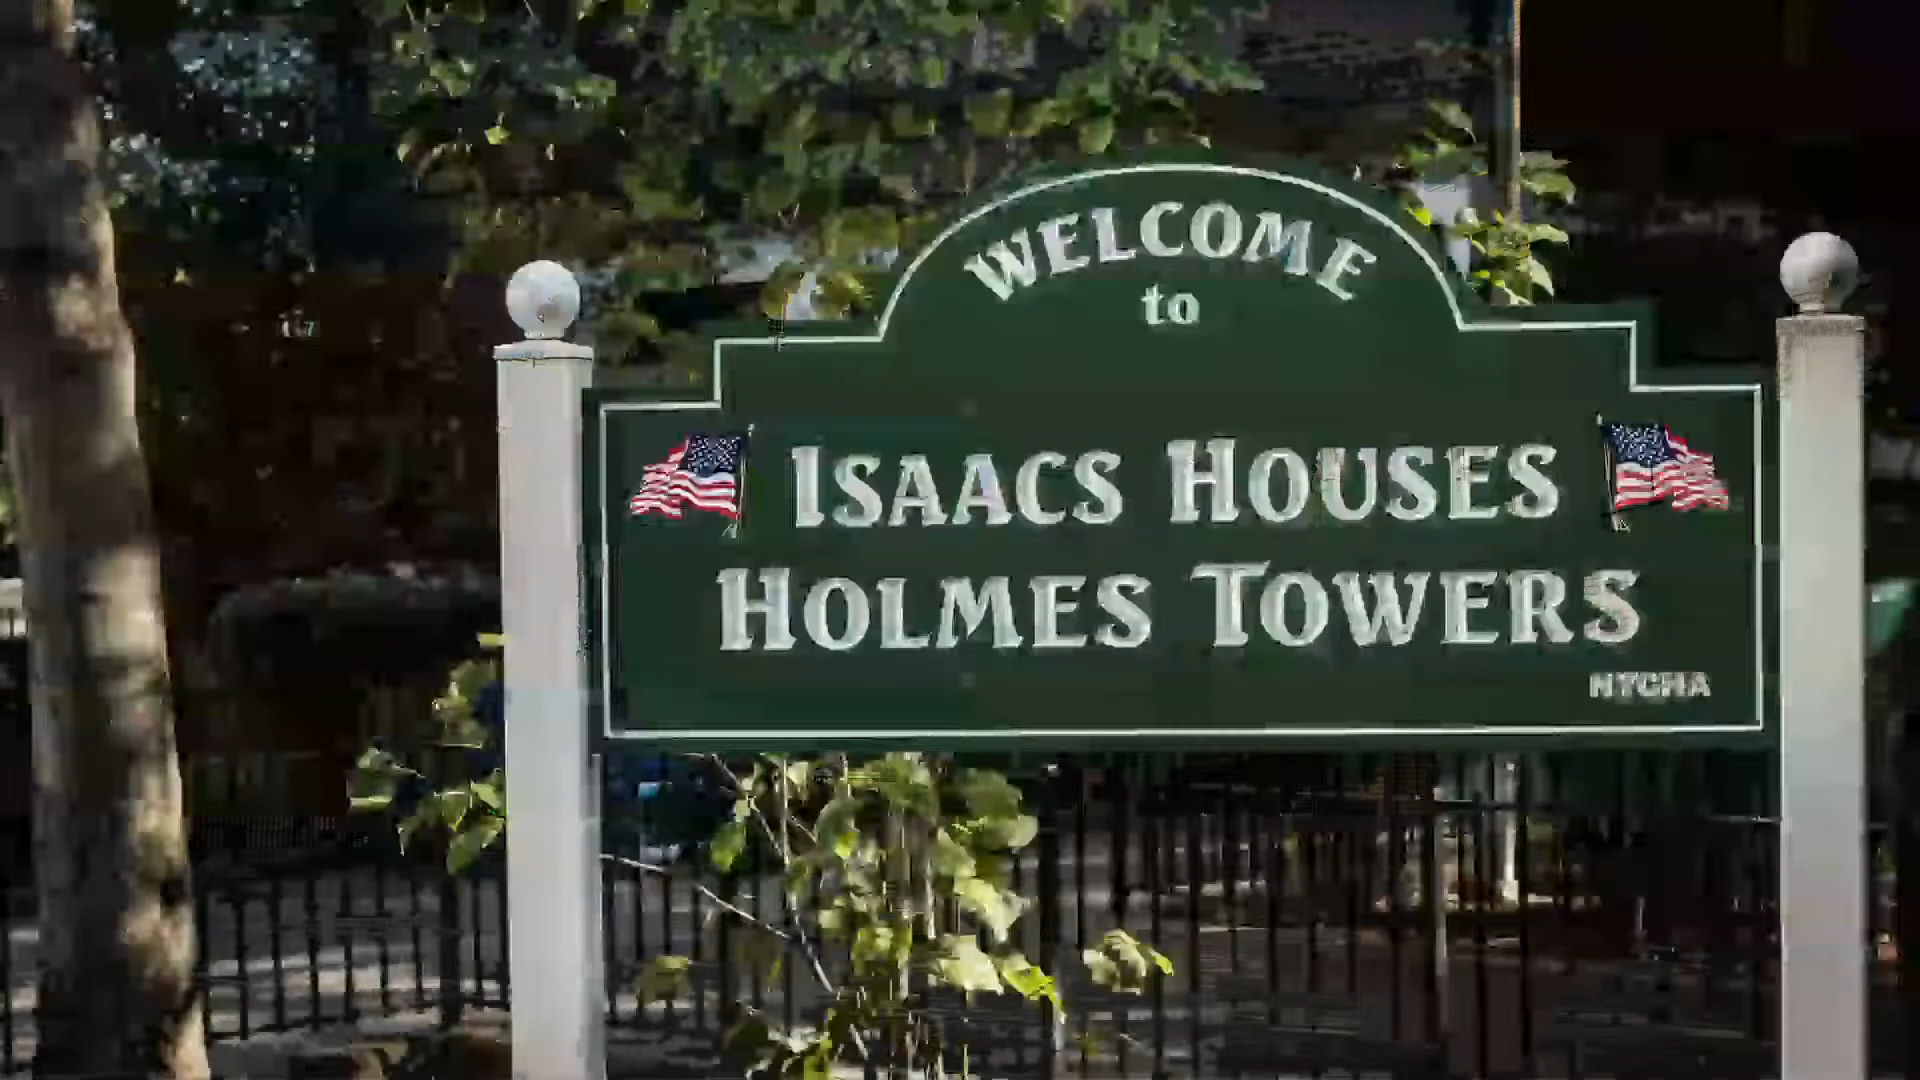 WELCOME
to
ISAACS HOUSES
HOLMES TOWERS
NYCHA